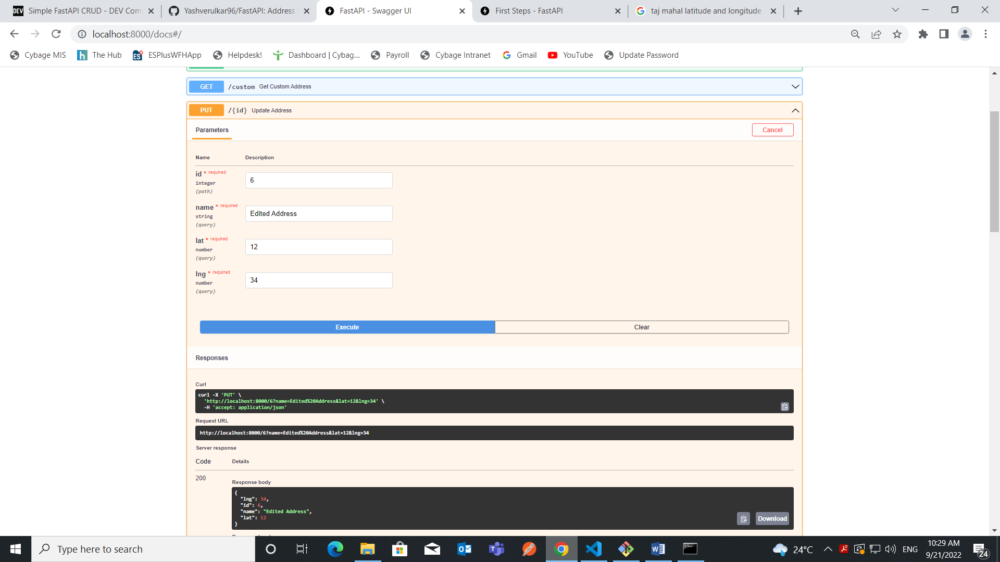 DEV Simple FastAPI CRUD - DEV Com
Yashverulkar96/FastAPI: Address
FastAPI - Swagger UI
First Steps - FastAPI
taj mahal latitude and longitude
localhost:8000/docs#/
Cybage MIS
The Hub
ESPlusWFHApp
Helpdesk!
Dashboard | Cybag...
Payroll
Cybage Intranet
Gmail
YouTube
Update Password
GET /custom Get Custom Address
PUT /{id} Update Address
Parameters
Cancel
Name Description
id * required
integer
(path)
6
name * required
string
(query)
Edited Address
lat * required
number
(query)
12
lng * required
number
(query)
34
Execute
Clear
Responses
Curl
curl -X 'PUT' \
'http://localhost:8000/6?name=Edited%20Address&lat=12&lng=34' \
-H 'accept: application/json'
Request URL
http://localhost:8000/6?name=Edited%20Address&lat=12&lng=34
Server response
Code Details
200
Response body
{
"lng": 34,
"id": 6,
"name": "Edited Address",
"lat": 12
}
Download
Type here to search
24°C
ENG
10:29 AM
9/21/2022
24